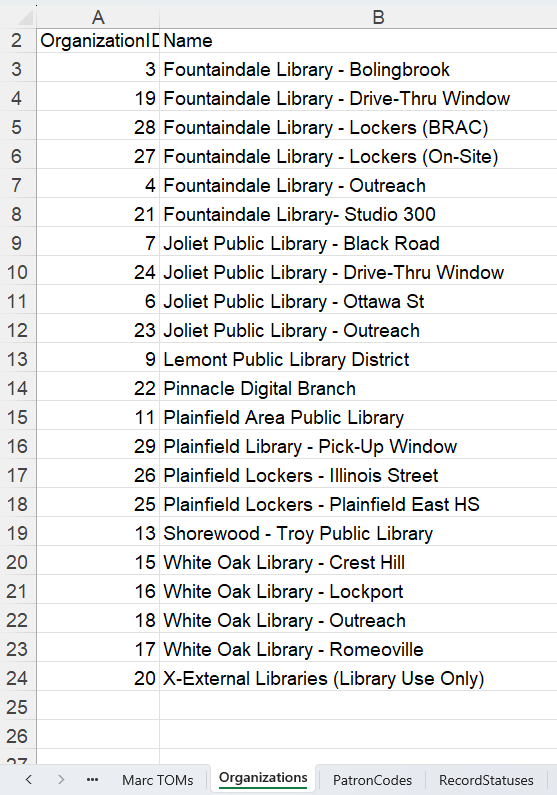 A B
2 OrganizationID Name
3 3 Fountaindale Library - Bolingbrook
4 19 Fountaindale Library - Drive-Thru Window
5 28 Fountaindale Library - Lockers (BRAC)
6 27 Fountaindale Library - Lockers (On-Site)
7 4 Fountaindale Library - Outreach
8 21 Fountaindale Library- Studio 300
9 7 Joliet Public Library - Black Road
10 24 Joliet Public Library - Drive-Thru Window
11 6 Joliet Public Library - Ottawa St
12 23 Joliet Public Library - Outreach
13 9 Lemont Public Library District
14 22 Pinnacle Digital Branch
15 11 Plainfield Area Public Library
16 29 Plainfield Library - Pick-Up Window
17 26 Plainfield Lockers - Illinois Street
18 25 Plainfield Lockers - Plainfield East HS
19 13 Shorewood - Troy Public Library
20 15 White Oak Library - Crest Hill
21 16 White Oak Library - Lockport
22 18 White Oak Library - Outreach
23 17 White Oak Library - Romeoville
24 20 X-External Libraries (Library Use Only)
25
26
27
< > ... Marc TOMs Organizations PatronCodes RecordStatuses